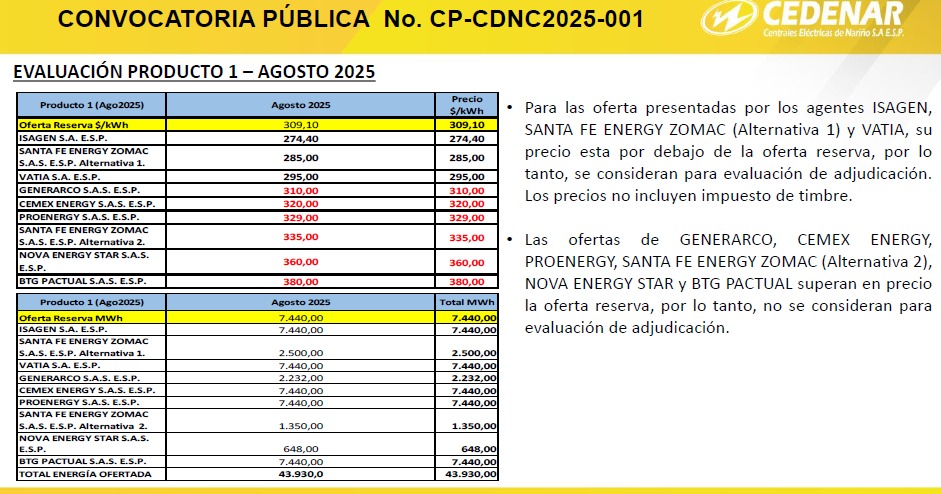 CONVOCATORIA PÚBLICA No. CP-CDNC2025-001
CEDENAR
Centrales Eléctricas de Nariño S.A E.S.P.
EVALUACIÓN PRODUCTO 1 – AGOSTO 2025
Producto 1 (Ago2025) Agosto 2025 Precio $/kWh
Oferta Reserva $/kWh 309,10 309,10
ISAGEN S.A. E.S.P. 274,40 274,40
SANTA FE ENERGY ZOMAC
S.A.S. E.S.P. Alternativa 1. 285,00 285,00
VATIA S.A. E.S.P. 295,00 295,00
GENERARCO S.A.S. E.S.P. 310,00 310,00
CEMEX ENERGY S.A.S. E.S.P. 320,00 320,00
PROENERGY S.A.S. E.S.P. 329,00 329,00
SANTA FE ENERGY ZOMAC
S.A.S. E.S.P. Alternativa 2. 335,00 335,00
NOVA ENERGY STAR S.A.S.
E.S.P. 360,00 360,00
BTG PACTUAL S.A.S. E.S.P. 380,00 380,00
Producto 1 (Ago2025) Agosto 2025 Total MWh
Oferta Reserva MWh 7.440,00 7.440,00
ISAGEN S.A. E.S.P. 7.440,00 7.440,00
SANTA FE ENERGY ZOMAC
S.A.S. E.S.P. Alternativa 1. 2.500,00 2.500,00
VATIA S.A. E.S.P. 7.440,00 7.440,00
GENERARCO S.A.S. E.S.P. 2.232,00 2.232,00
CEMEX ENERGY S.A.S. E.S.P. 7.440,00 7.440,00
PROENERGY S.A.S. E.S.P. 7.440,00 7.440,00
SANTA FE ENERGY ZOMAC
S.A.S. E.S.P. Alternativa 2. 1.350,00 1.350,00
NOVA ENERGY STAR S.A.S.
E.S.P. 648,00 648,00
BTG PACTUAL S.A.S. E.S.P. 7.440,00 7.440,00
TOTAL ENERGÍA OFERTADA 43.930,0 43.930,00
• Para las oferta presentadas por los agentes ISAGEN,
SANTA FE ENERGY ZOMAC (Alternativa 1) y VATIA, su
precio esta por debajo de la oferta reserva, por lo
tanto, se consideran para evaluación de adjudicación.
Los precios no incluyen impuesto de timbre.
• Las ofertas de GENERARCO, CEMEX ENERGY,
PROENERGY, SANTA FE ENERGY ZOMAC (Alternativa 2),
NOVA ENERGY STAR y BTG PACTUAL superan en precio
la oferta reserva, por lo tanto, no se consideran para
evaluación de adjudicación.